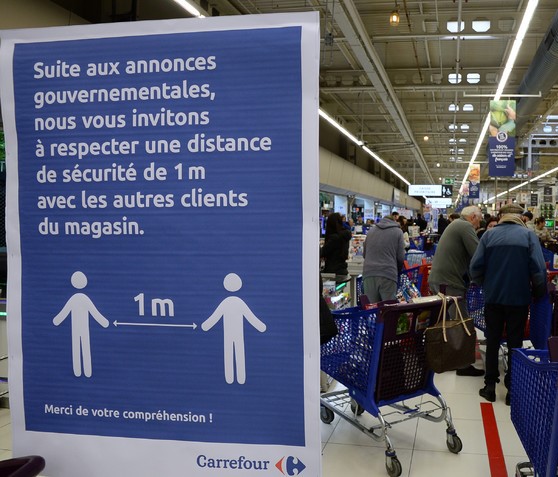 Suite aux annonces
gouvernementales,
nous vous invitons
à respecter une distance
de sécurité de 1 m
avec les autres clients
du magasin.
1 m
Merci de votre compréhension !
Carrefour
100%